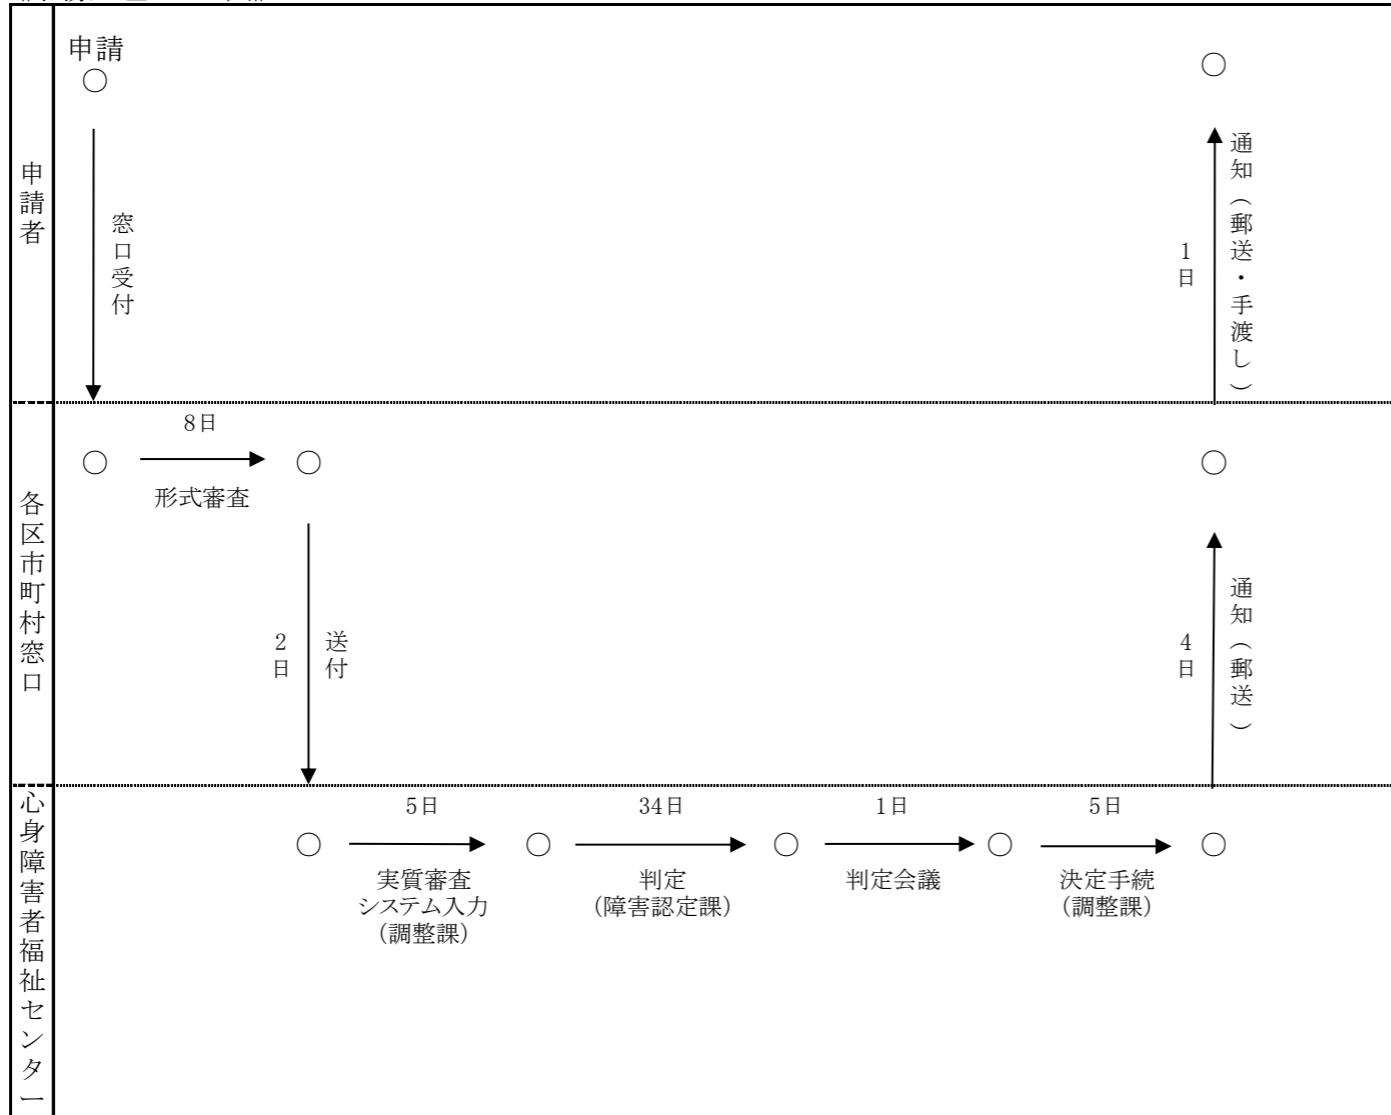 申請
申請者
窓口受付
1日
通知（郵送・手渡し）
各区市町村窓口
8日
形式審査
2日
送付
4日
通知（郵送）
心身障害者福祉センター
5日
実質審査
システム入力
（調整課）
34日
判定
（障害認定課）
1日
判定会議
5日
決定手続
（調整課）